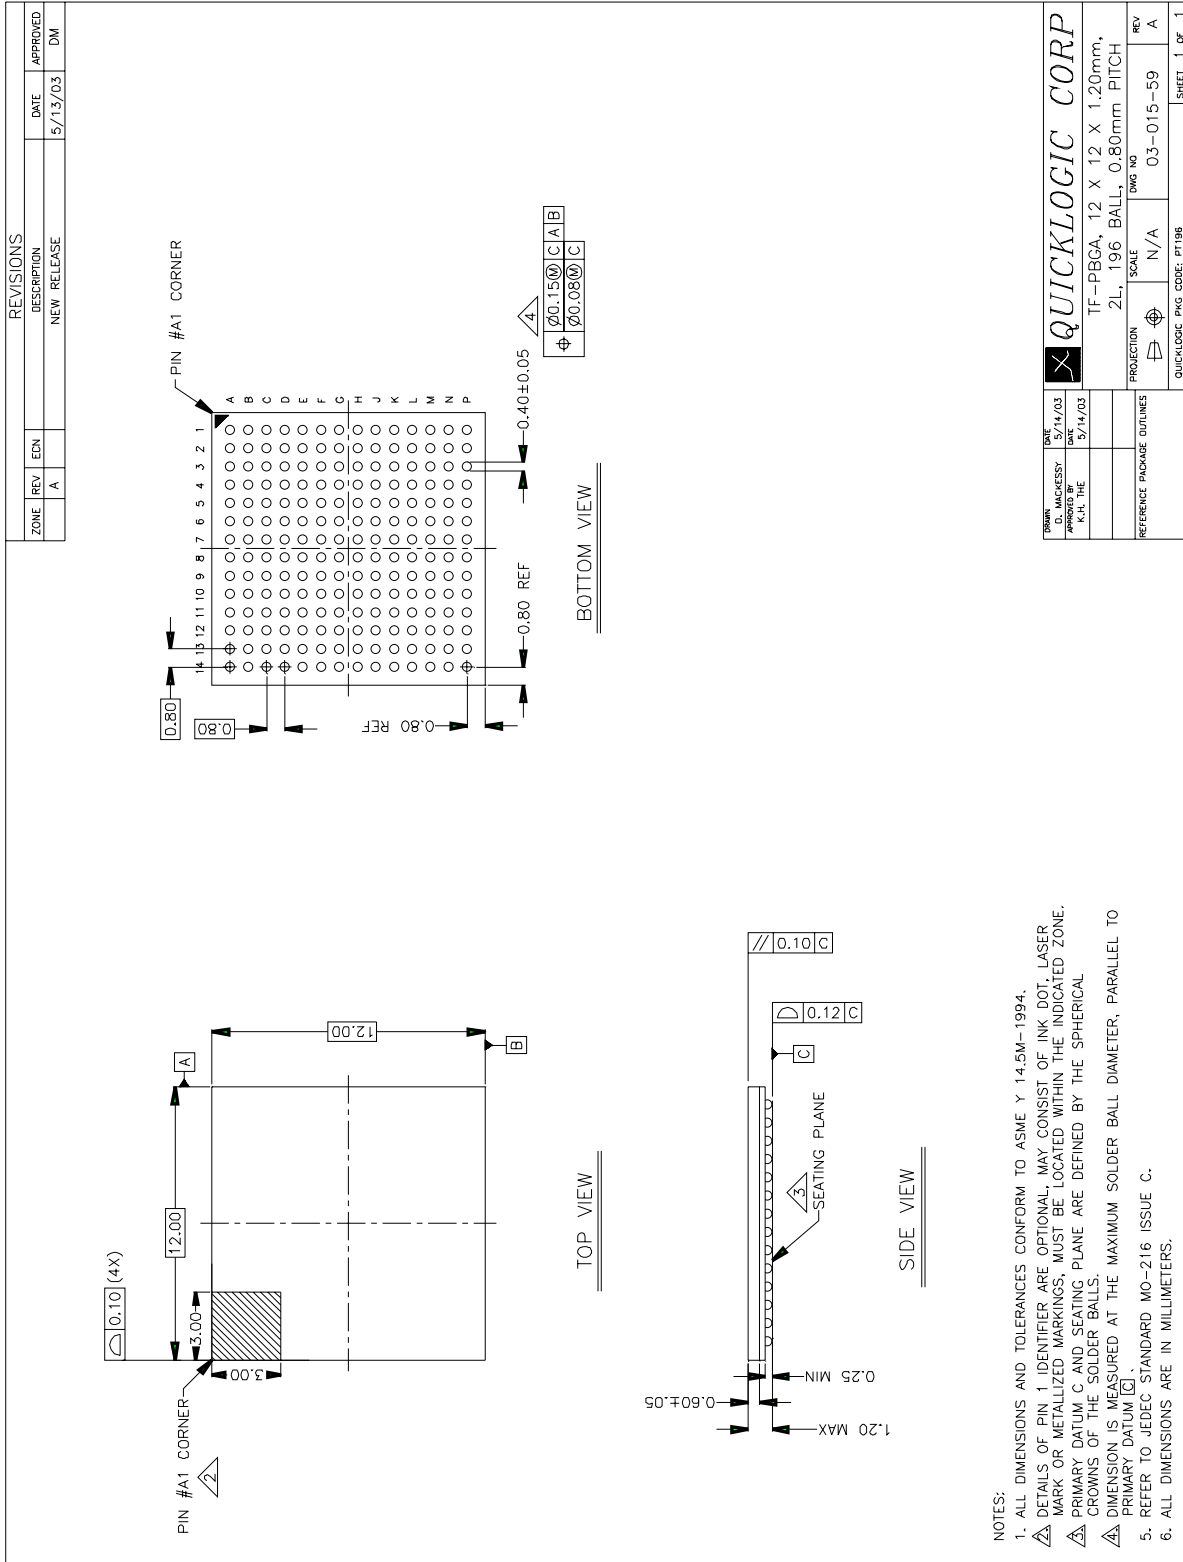 REVISIONS
ZONE REV ECN DESCRIPTION DATE APPROVED
A NEW RELEASE 5/13/03 DM
PIN #A1 CORNER
2
⌓ 0.10 (4X)
12.00
3.00
3.00
12.00
A
B
TOP VIEW
0.80
0.80
0.80 REF
14 13 12 11 10 9 8 7 6 5 4 3 2 1
A
B
C
D
E
F
G
H
J
K
L
M
N
P
PIN #A1 CORNER
0.80 REF
0.40±0.05
4
⌖ Ø0.15Ⓜ C A B
Ø0.08Ⓜ C
BOTTOM VIEW
1.20 MAX
0.60±.05
0.25 MIN
3
SEATING PLANE
C
⌓ 0.12 C
// 0.10 C
SIDE VIEW
NOTES:
1. ALL DIMENSIONS AND TOLERANCES CONFORM TO ASME Y 14.5M-1994.
2. DETAILS OF PIN 1 IDENTIFIER ARE OPTIONAL, MAY CONSIST OF INK DOT, LASER
MARK OR METALLIZED MARKINGS, MUST BE LOCATED WITHIN THE INDICATED ZONE.
3. PRIMARY DATUM C AND SEATING PLANE ARE DEFINED BY THE SPHERICAL
CROWNS OF THE SOLDER BALLS.
4. DIMENSION IS MEASURED AT THE MAXIMUM SOLDER BALL DIAMETER, PARALLEL TO
PRIMARY DATUM C.
5. REFER TO JEDEC STANDARD MO-216 ISSUE C.
6. ALL DIMENSIONS ARE IN MILLIMETERS.
DRAWN DATE
D. MACKESSY 5/14/03
APPROVED BY DATE
K.H. THE 5/14/03
REFERENCE PACKAGE OUTLINES
QUICKLOGIC CORP
TF-PBGA, 12 X 12 X 1.20mm,
2L, 196 BALL, 0.80mm PITCH
PROJECTION SCALE DWG NO REV
N/A 03-015-59 A
QUICKLOGIC PKG CODE: PT196 SHEET 1 OF 1